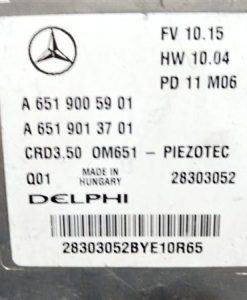 FV 10.15
HW 10.04
PD 11 M06
A 651 900 59 01
A 651 901 37 01
CRD3.50 OM651 - PIEZOTEC
Q01 MADE IN HUNGARY 28303052
DELPHI
28303052BYE10R65